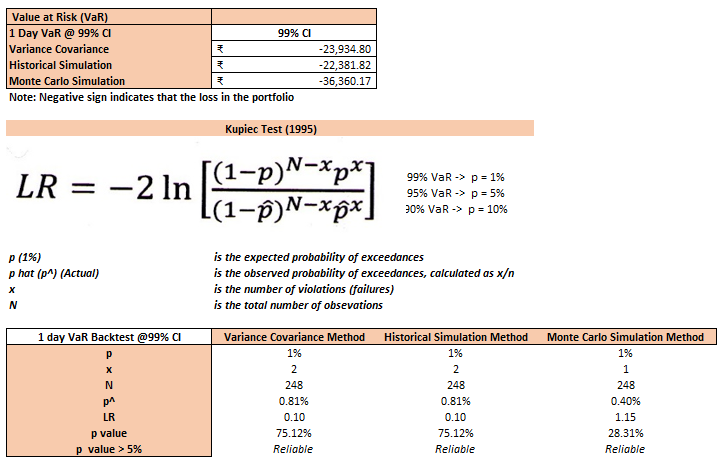 Value at Risk (VaR)
1 Day VaR @ 99% CI 99% CI
Variance Covariance ₹ -23,934.80
Historical Simulation ₹ -22,381.82
Monte Carlo Simulation ₹ -36,360.17
Note: Negative sign indicates that the loss in the portfolio
Kupiec Test (1995)
LR = −2 ln [(1−p)^{N−x}p^x / (1−p̂)^{N−x}p̂^x]
99% VaR -> p = 1%
95% VaR -> p = 5%
90% VaR -> p = 10%
p (1%) is the expected probability of exceedances
p hat (p^) (Actual) is the observed probability of exceedances, calculated as x/n
x is the number of violations (failures)
N is the total number of obsevations
1 day VaR Backtest @99% CI Variance Covariance Method Historical Simulation Method Monte Carlo Simulation Method
p 1% 1% 1%
x 2 2 1
N 248 248 248
p^ 0.81% 0.81% 0.40%
LR 0.10 0.10 1.15
p value 75.12% 75.12% 28.31%
p value > 5% Reliable Reliable Reliable